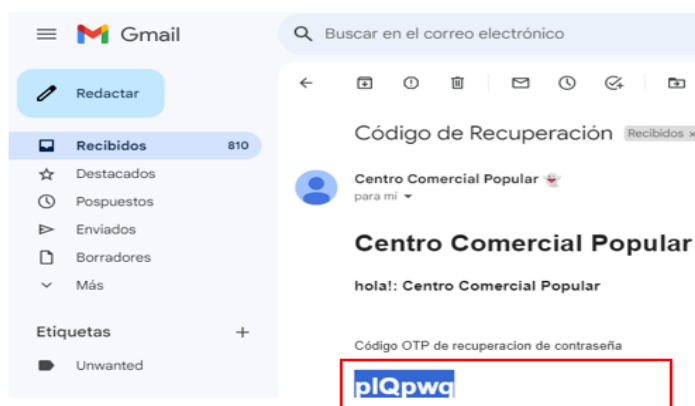 Gmail
Buscar en el correo electrónico
Redactar
Recibidos 810
Destacados
Pospuestos
Enviados
Borradores
Más
Etiquetas +
Unwanted
Código de Recuperación Recibidos x
Centro Comercial Popular 👻
para mí
Centro Comercial Popular
hola!: Centro Comercial Popular
Código OTP de recuperacion de contraseña